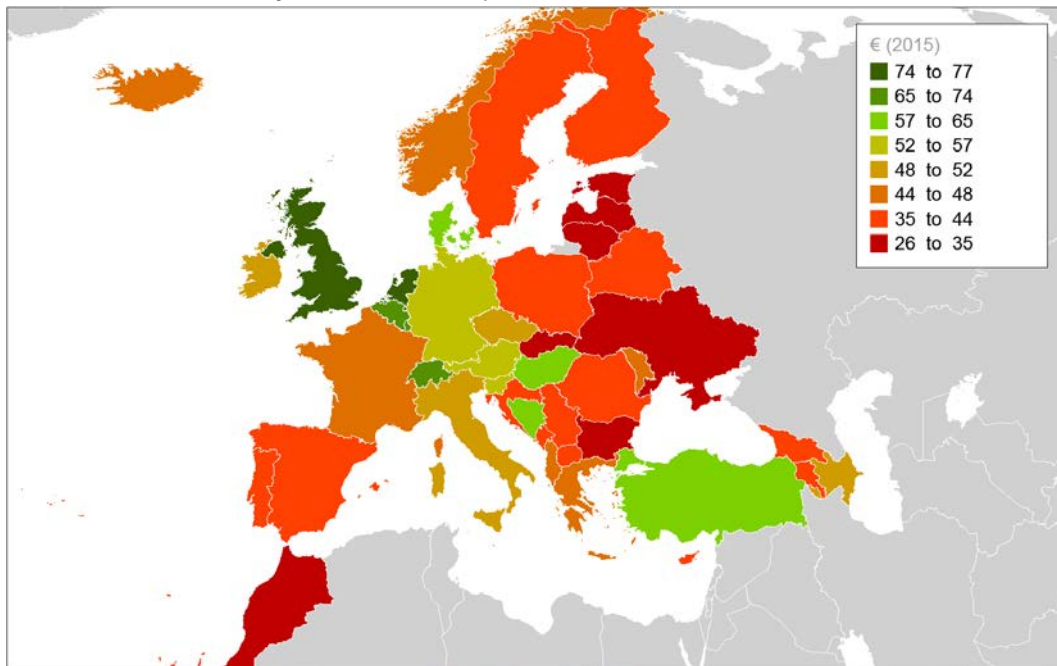 € (2015)
74 to 77
65 to 74
57 to 65
52 to 57
48 to 52
44 to 48
35 to 44
26 to 35